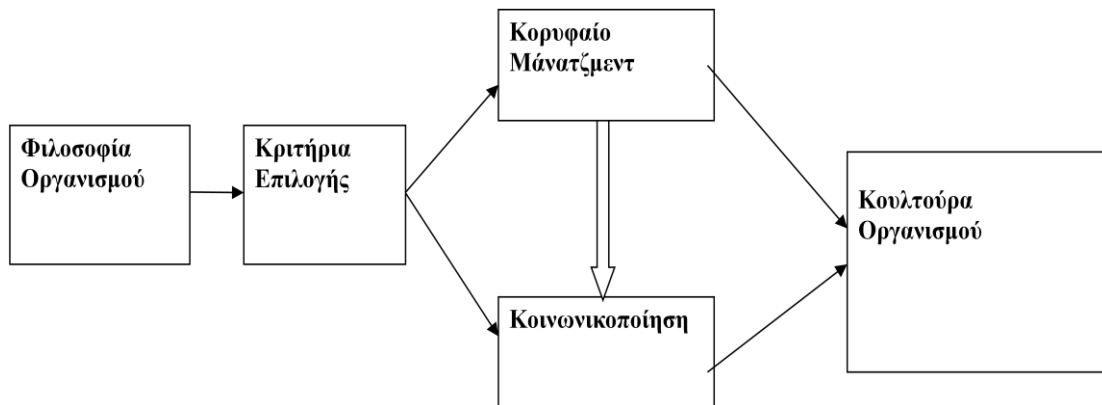 Φιλοσοφία
Οργανισμού
Κριτήρια
Επιλογής
Κορυφαίο
Μάνατζμεντ
Κοινωνικοποίηση
Κουλτούρα
Οργανισμού